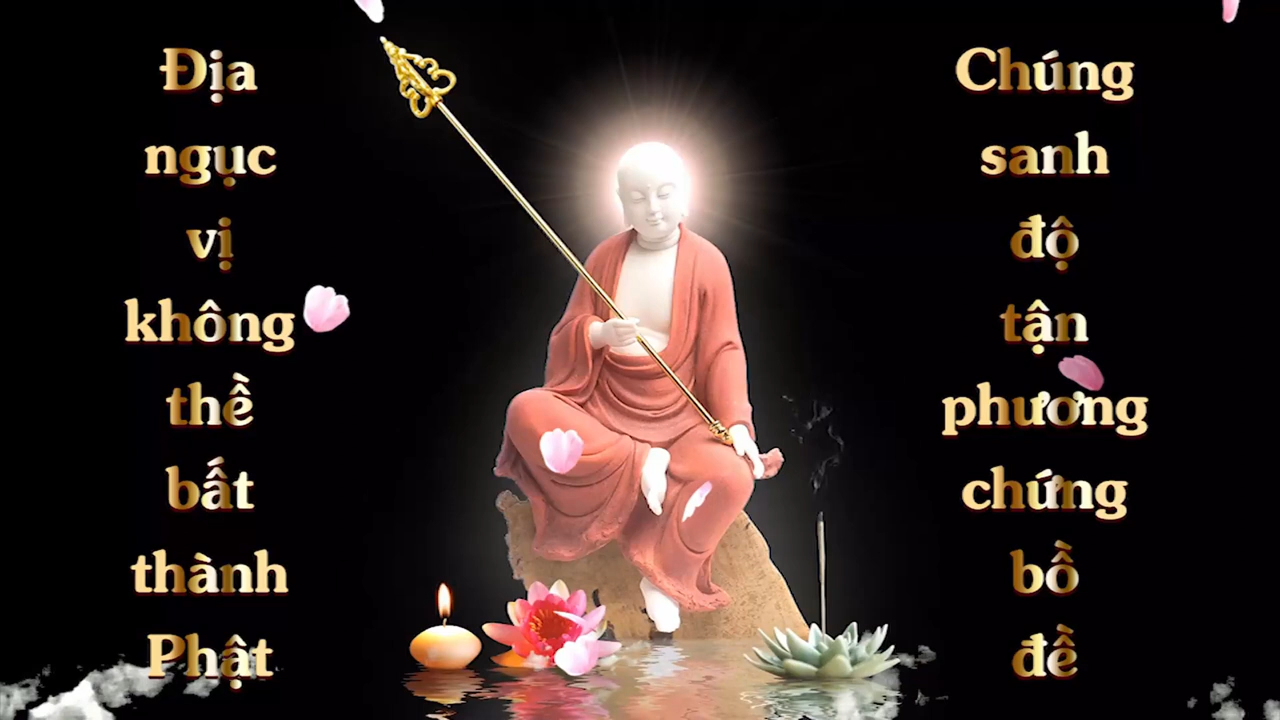 Địa
ngục
vị
không
thề
bất
thành
Phật
Chúng
sanh
độ
tận
phương
chứng
bồ
đề